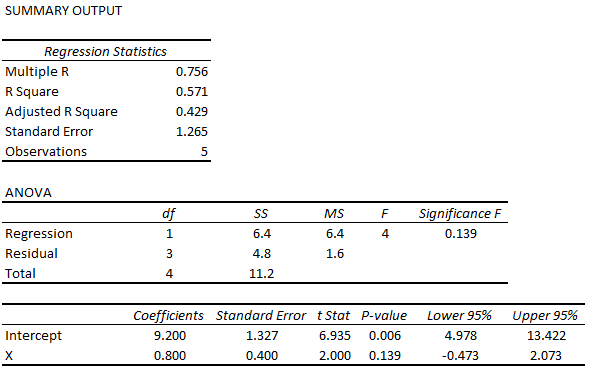 SUMMARY OUTPUT
Regression Statistics
Multiple R 0.756
R Square 0.571
Adjusted R Square 0.429
Standard Error 1.265
Observations 5
ANOVA
df SS MS F Significance F
Regression 1 6.4 6.4 4 0.139
Residual 3 4.8 1.6
Total 4 11.2
Coefficients Standard Error t Stat P-value Lower 95% Upper 95%
Intercept 9.200 1.327 6.935 0.006 4.978 13.422
X 0.800 0.400 2.000 0.139 -0.473 2.073